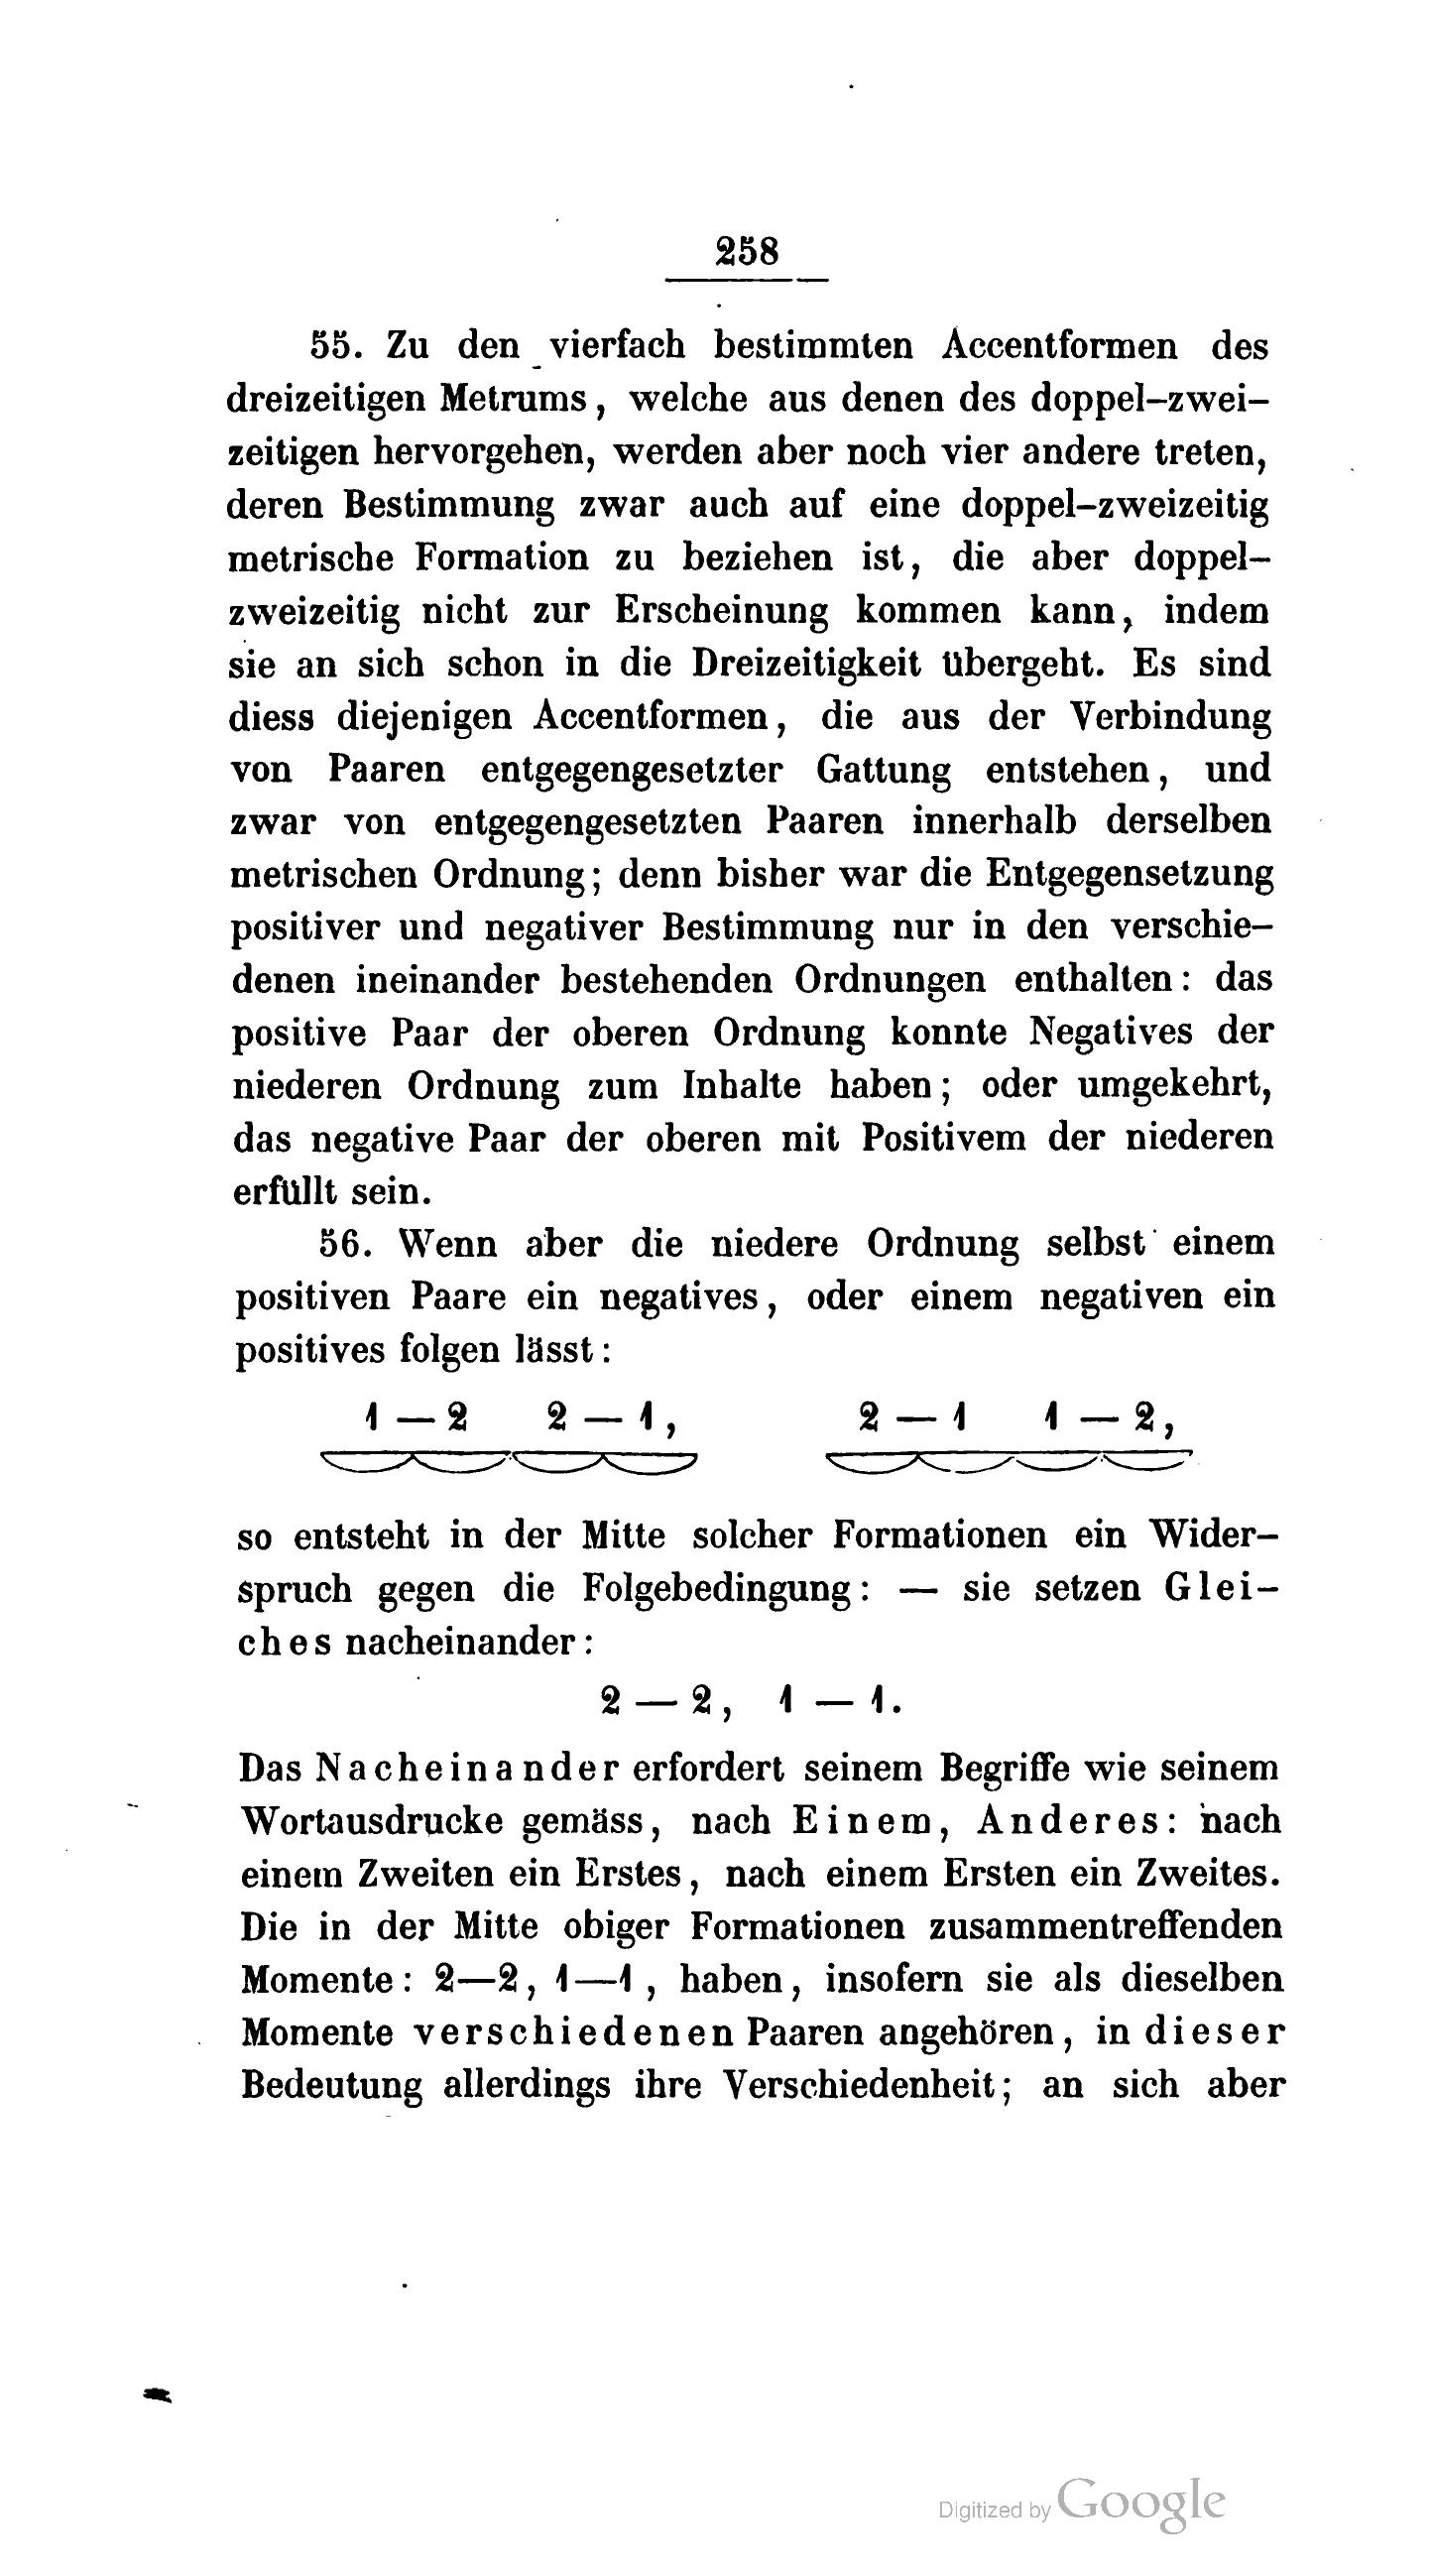 258
55. Zu den vierfach bestimmten Accentformen des
dreizeitigen Metrums, welche aus denen des doppel-zwei-
zeitigen hervorgehen, werden aber noch vier andere treten,
deren Bestimmung zwar auch auf eine doppel-zweizeitig
metrische Formation zu beziehen ist, die aber doppel-
zweizeitig nicht zur Erscheinung kommen kann, indem
sie an sich schon in die Dreizeitigkeit übergeht. Es sind
diess diejenigen Accentformen, die aus der Verbindung
von Paaren entgegengesetzter Gattung entstehen, und
zwar von entgegengesetzten Paaren innerhalb derselben
metrischen Ordnung; denn bisher war die Entgegensetzung
positiver und negativer Bestimmung nur in den verschie-
denen ineinander bestehenden Ordnungen enthalten: das
positive Paar der oberen Ordnung konnte Negatives der
niederen Ordnung zum Inhalte haben; oder umgekehrt,
das negative Paar der oberen mit Positivem der niederen
erfüllt sein.
56. Wenn aber die niedere Ordnung selbst einem
positiven Paare ein negatives, oder einem negativen ein
positives folgen lässt:
1 — 2 2 — 1, 2 — 1 1 — 2,
so entsteht in der Mitte solcher Formationen ein Wider-
spruch gegen die Folgebedingung: — sie setzen Glei-
ches nacheinander:
2 — 2, 1 — 1.
Das Nacheinander erfordert seinem Begriffe wie seinem
Wortausdrucke gemäss, nach Einem, Anderes: nach
einem Zweiten ein Erstes, nach einem Ersten ein Zweites.
Die in der Mitte obiger Formationen zusammentreffenden
Momente: 2—2, 1—1, haben, insofern sie als dieselben
Momente verschiedenen Paaren angehören, in dieser
Bedeutung allerdings ihre Verschiedenheit; an sich aber
Digitized by Google